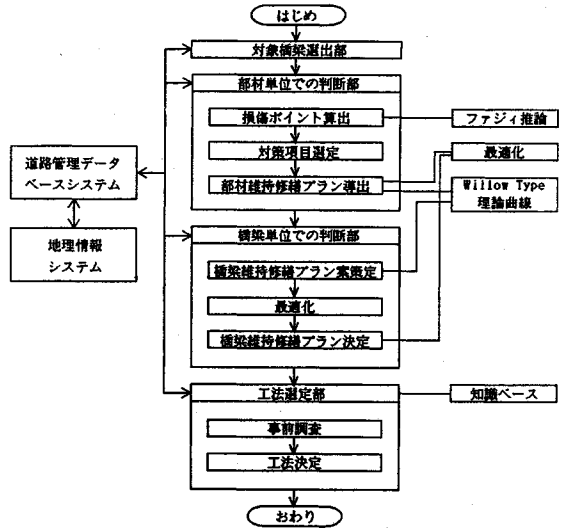 はじめ
対象橋梁選出部
部材単位での判断部
損傷ポイント算出
ファジィ推論
対策項目選定
最適化
部材維持修繕プラン導出
Willow Type
理論曲線
道路管理データ
ベースシステム
地理情報
システム
橋梁単位での判断部
橋梁維持修繕プラン案策定
最適化
橋梁維持修繕プラン決定
工法選定部
知識ベース
事前調査
工法決定
おわり